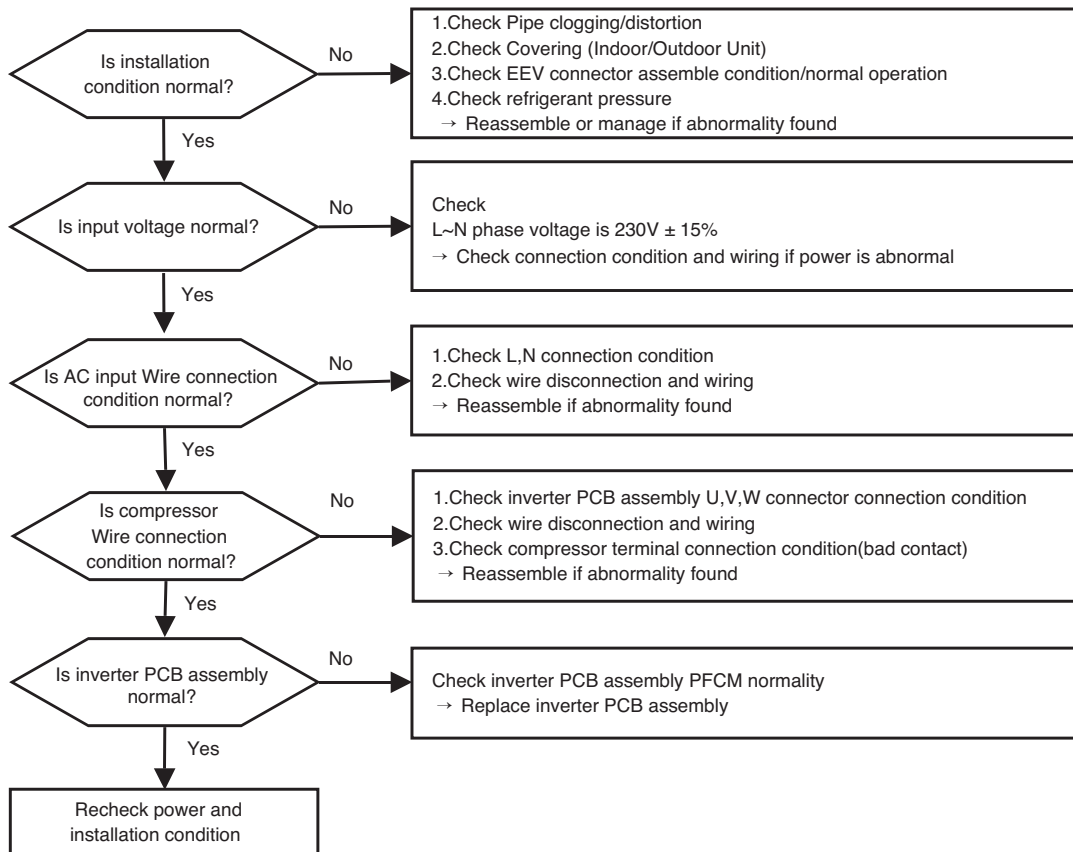 Is installation
condition normal?
No
1.Check Pipe clogging/distortion
2.Check Covering (Indoor/Outdoor Unit)
3.Check EEV connector assemble condition/normal operation
4.Check refrigerant pressure
→ Reassemble or manage if abnormality found
Yes
Is input voltage normal?
No
Check
L~N phase voltage is 230V ± 15%
→ Check connection condition and wiring if power is abnormal
Yes
Is AC input Wire connection
condition normal?
No
1.Check L,N connection condition
2.Check wire disconnection and wiring
→ Reassemble if abnormality found
Yes
Is compressor
Wire connection
condition normal?
No
1.Check inverter PCB assembly U,V,W connector connection condition
2.Check wire disconnection and wiring
3.Check compressor terminal connection condition(bad contact)
→ Reassemble if abnormality found
Yes
Is inverter PCB assembly
normal?
No
Check inverter PCB assembly PFCM normality
→ Replace inverter PCB assembly
Yes
Recheck power and
installation condition